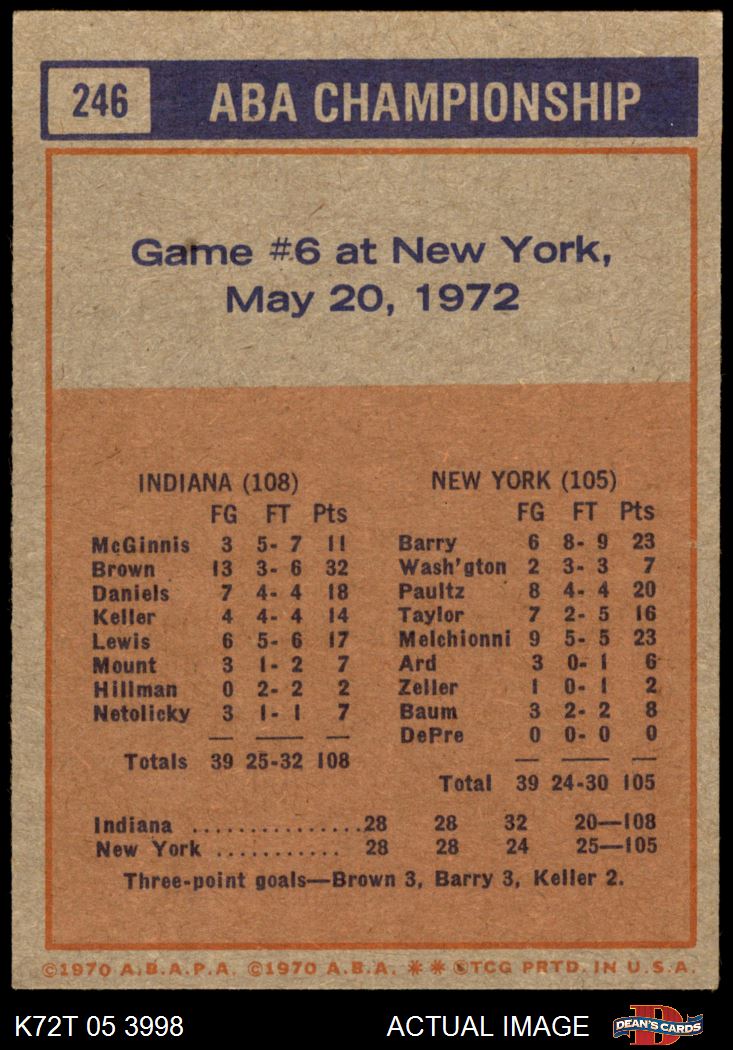 246 ABA CHAMPIONSHIP
Game #6 at New York,
May 20, 1972
INDIANA (108)
FG FT Pts
McGinnis 3 5- 7 11
Brown 13 3- 6 32
Daniels 7 4- 4 18
Keller 4 4- 4 14
Lewis 6 5- 6 17
Mount 3 1- 2 7
Hillman 0 2- 2 2
Netolicky 3 1- 1 7
Totals 39 25-32 108
NEW YORK (105)
FG FT Pts
Barry 6 8- 9 23
Wash'gton 2 3- 3 7
Paultz 8 4- 4 20
Taylor 7 2- 5 16
Melchionni 9 5- 5 23
Ard 3 0- 1 6
Zeller 1 0- 1 2
Baum 3 2- 2 8
DePre 0 0- 0 0
Total 39 24-30 105
Indiana ................28 28 32 20—108
New York ............ 28 28 24 25—105
Three-point goals—Brown 3, Barry 3, Keller 2.
©1970 A.B.A.P.A. ©1970 A.B.A. ✻✻ ©TCG PRTD. IN U.S.A.
K72T 05 3998 ACTUAL IMAGE DEAN'S CARDS